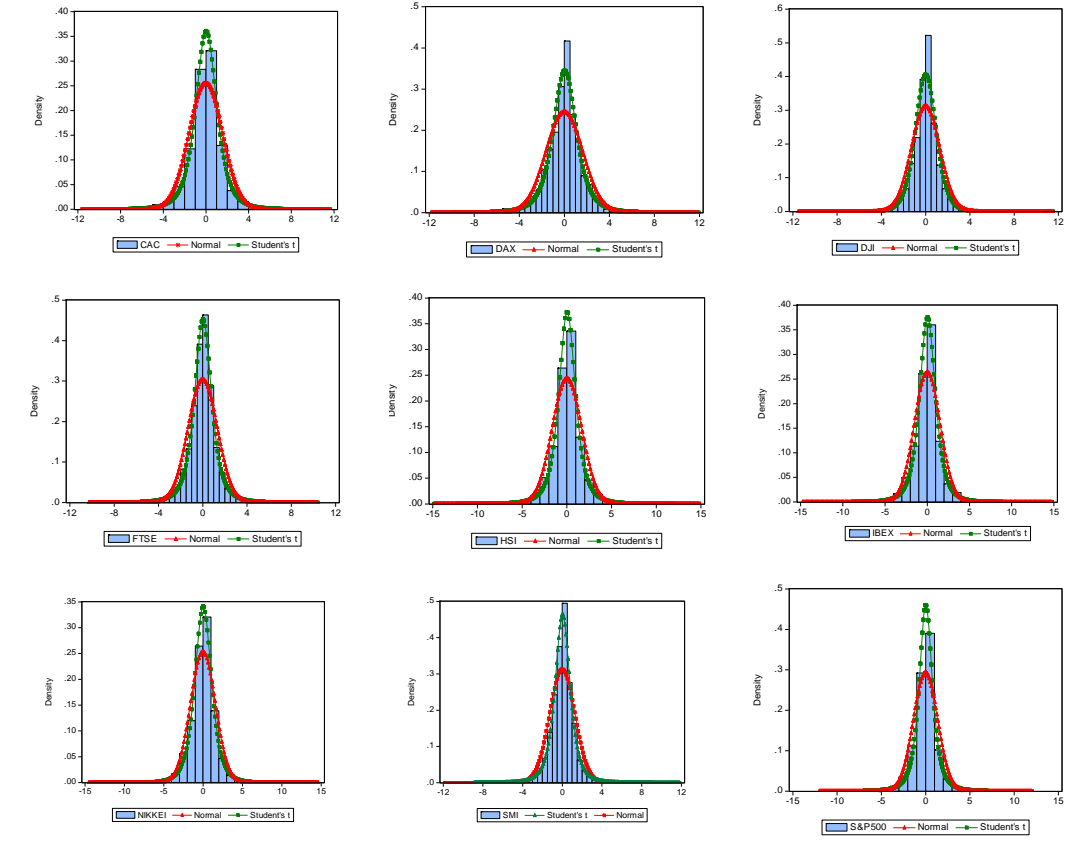 .40
.35
.30
.25
.20
.15
.10
.05
.00
Density
-12 -8 -4 0 4 8 12
CAC Normal Student's t
.5
.4
.3
.2
.1
.0
Density
-12 -8 -4 0 4 8 12
DAX Normal Student's t
.6
.5
.4
.3
.2
.1
.0
Density
-12 -8 -4 0 4 8 12
DJI Normal Student's t
.5
.4
.3
.2
.1
.0
Density
-12 -8 -4 0 4 8 12
FTSE Normal Student's t
.40
.35
.30
.25
.20
.15
.10
.05
.00
Density
-15 -10 -5 0 5 10 15
HSI Normal Student's t
.40
.35
.30
.25
.20
.15
.10
.05
.00
Density
-15 -10 -5 0 5 10 15
IBEX Normal Student's t
.35
.30
.25
.20
.15
.10
.05
.00
Density
-15 -10 -5 0 5 10 15
NIKKEI Normal Student's t
.5
.4
.3
.2
.1
.0
Density
-12 -8 -4 0 4 8 12
SMI Student's t Normal
.5
.4
.3
.2
.1
.0
Density
-15 -10 -5 0 5 10 15
S&P500 Normal Student's t